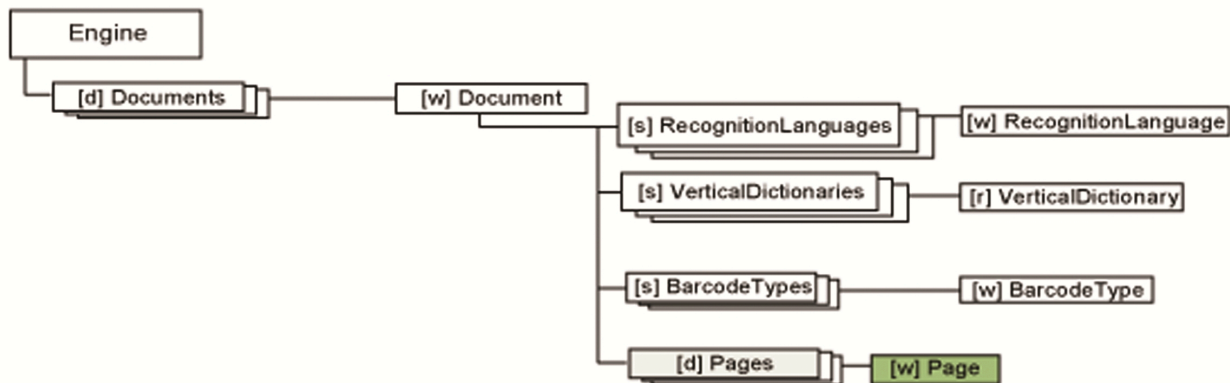 Engine
[d] Documents
[w] Document
[s] RecognitionLanguages
[w] RecognitionLanguage
[s] VerticalDictionaries
[r] VerticalDictionary
[s] BarcodeTypes
[w] BarcodeType
[d] Pages
[w] Page